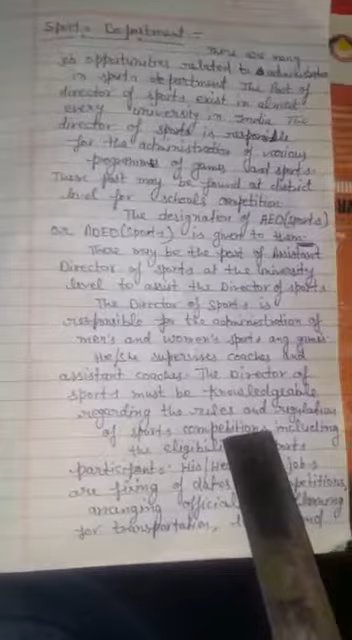 Sports Department -
There are many
job opportunities related to administration
in sports department The Post of
director of sports exist in almost
every university in India The
director of sports is responsible
for the administration of various
programms of games and sports.
These post may be found at district
level for schools competition
The designation of AEO(sports)
or ADEO(sports) is given to them
There may be the post of Assistant
Director of sports at the university
level to assist the Director of sports
The Director of Sports is
responsible for the administration of
men's and women's sports and games
He/she supervises coaches and
assistant coaches. The Director of
sports must be knowledgeable
regarding the rules and regulations
of sports competitions including
the
participants. His/He jobs
are fixing of dates
arranging
for transportation,